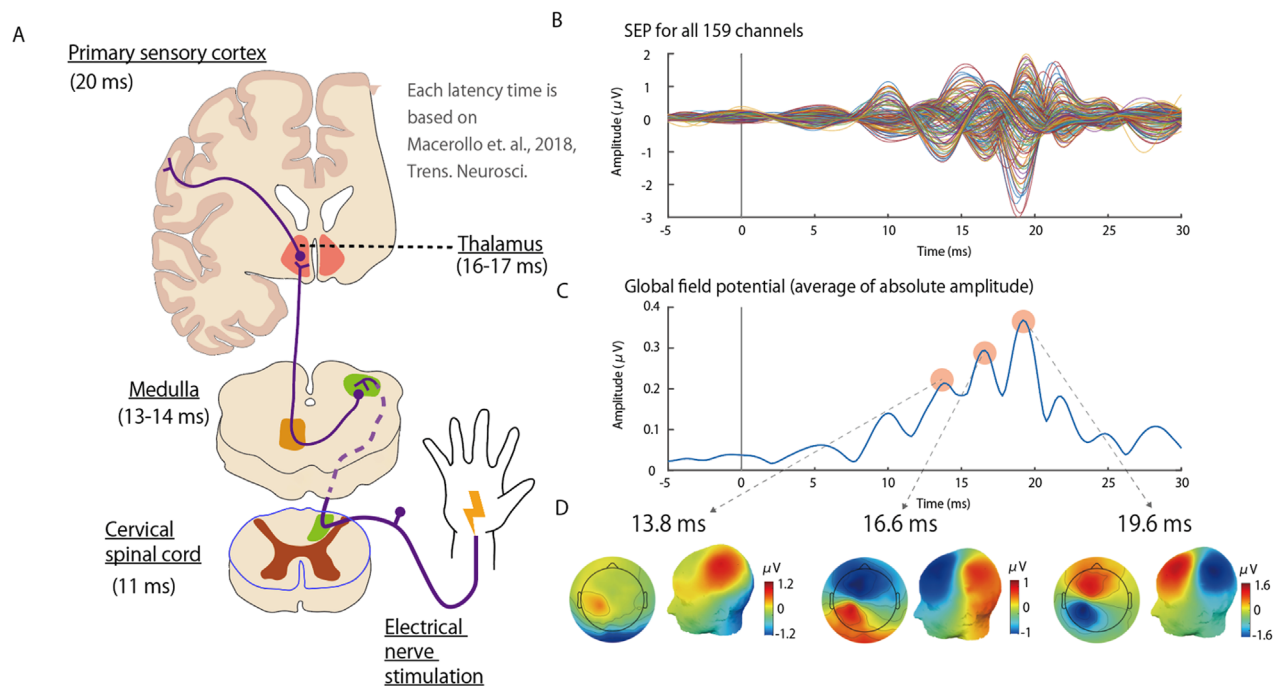 A
Primary sensory cortex
(20 ms)
Each latency time is
based on
Macerollo et. al., 2018,
Trens. Neurosci.
Thalamus
(16-17 ms)
Medulla
(13-14 ms)
Cervical
spinal cord
(11 ms)
Electrical
nerve
stimulation
B
SEP for all 159 channels
Amplitude (μV)
2
1
0
-1
-2
-3
-5
0
5
10
15
20
25
30
Time (ms)
C
Global field potential (average of absolute amplitude)
Amplitude (μV)
0.4
0.3
0.2
0.1
0
-5
0
5
10
15
20
25
30
Time (ms)
D
13.8 ms
16.6 ms
19.6 ms
μV
1.2
0
-1.2
μV
1
0
-1
μV
1.6
0
-1.6